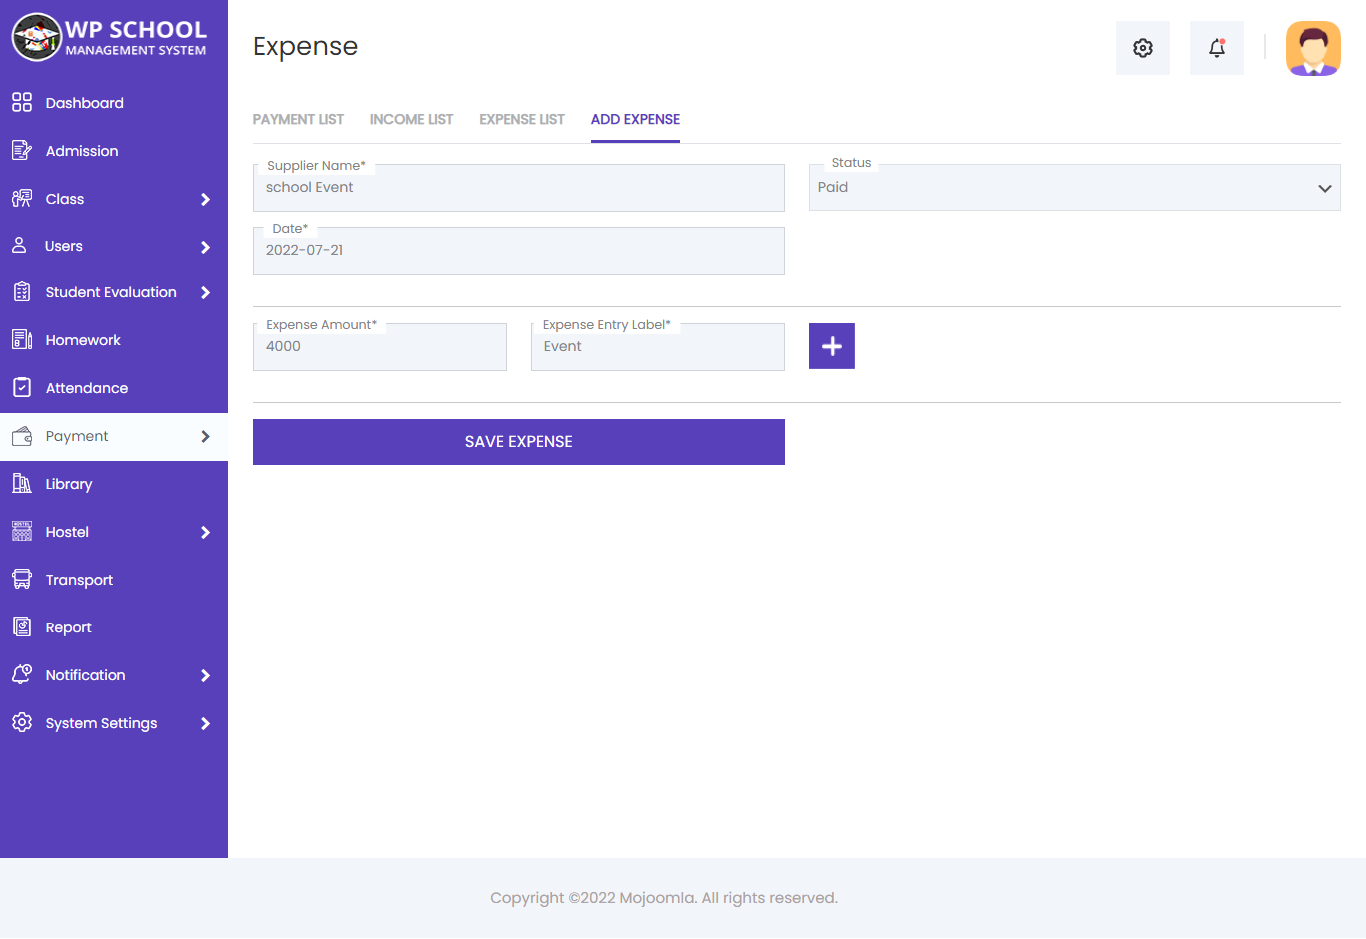 WP SCHOOL
MANAGEMENT SYSTEM
Dashboard
Admission
Class
Users
Student Evaluation
Homework
Attendance
Payment
Library
HOSTEL
Hostel
Transport
Report
Notification
System Settings
Expense
PAYMENT LIST INCOME LIST EXPENSE LIST ADD EXPENSE
Supplier Name*
school Event
Status
Paid
Date*
2022-07-21
Expense Amount*
4000
Expense Entry Label*
Event
SAVE EXPENSE
Copyright ©2022 Mojoomla. All rights reserved.